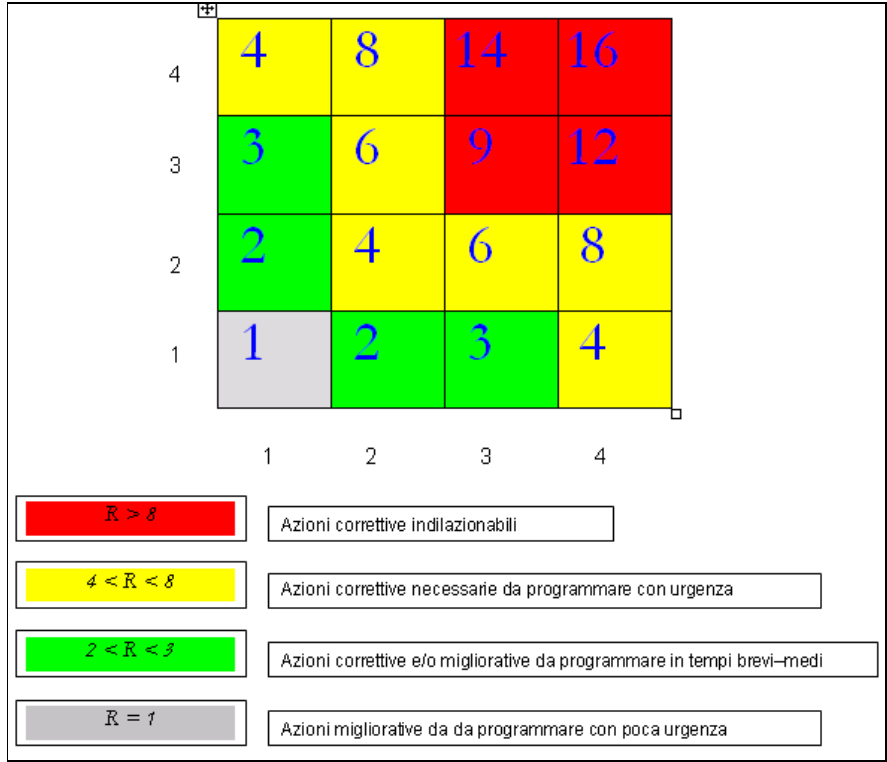 4 4 8 14 16
3 3 6 9 12
2 2 4 6 8
1 1 2 3 4
1 2 3 4
R > 8 Azioni correttive indilazionabili
4 < R < 8 Azioni correttive necessarie da programmare con urgenza
2 < R < 3 Azioni correttive e/o migliorative da programmare in tempi brevi–medi
R = 1 Azioni migliorative da da programmare con poca urgenza